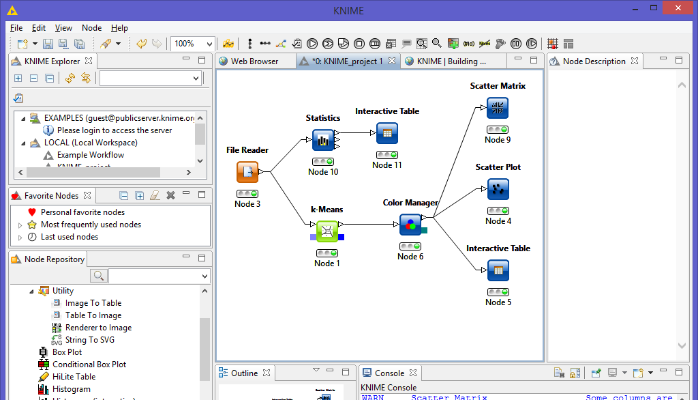 KNIME
File Edit View Node Help
100%
KNIME Explorer
EXAMPLES (guest@publicserver.knime.or
Please login to access the server
LOCAL (Local Workspace)
Example Workflow
KNIME_project
Favorite Nodes
Personal favorite nodes
Most frequently used nodes
Last used nodes
Node Repository
Utility
Image To Table
Table To Image
Renderer to Image
String To SVG
Box Plot
Conditional Box Plot
HiLite Table
Histogram
Web Browser
*0: KNIME_project 1
KNIME | Building ...
File Reader
Node 3
Statistics
Node 10
Interactive Table
Node 11
k-Means
Node 1
Color Manager
Node 6
Scatter Matrix
Node 9
Scatter Plot
Node 4
Interactive Table
Node 5
Node Description
Outline
Console
KNIME Console
WARN Scatter Matrix Some columns are